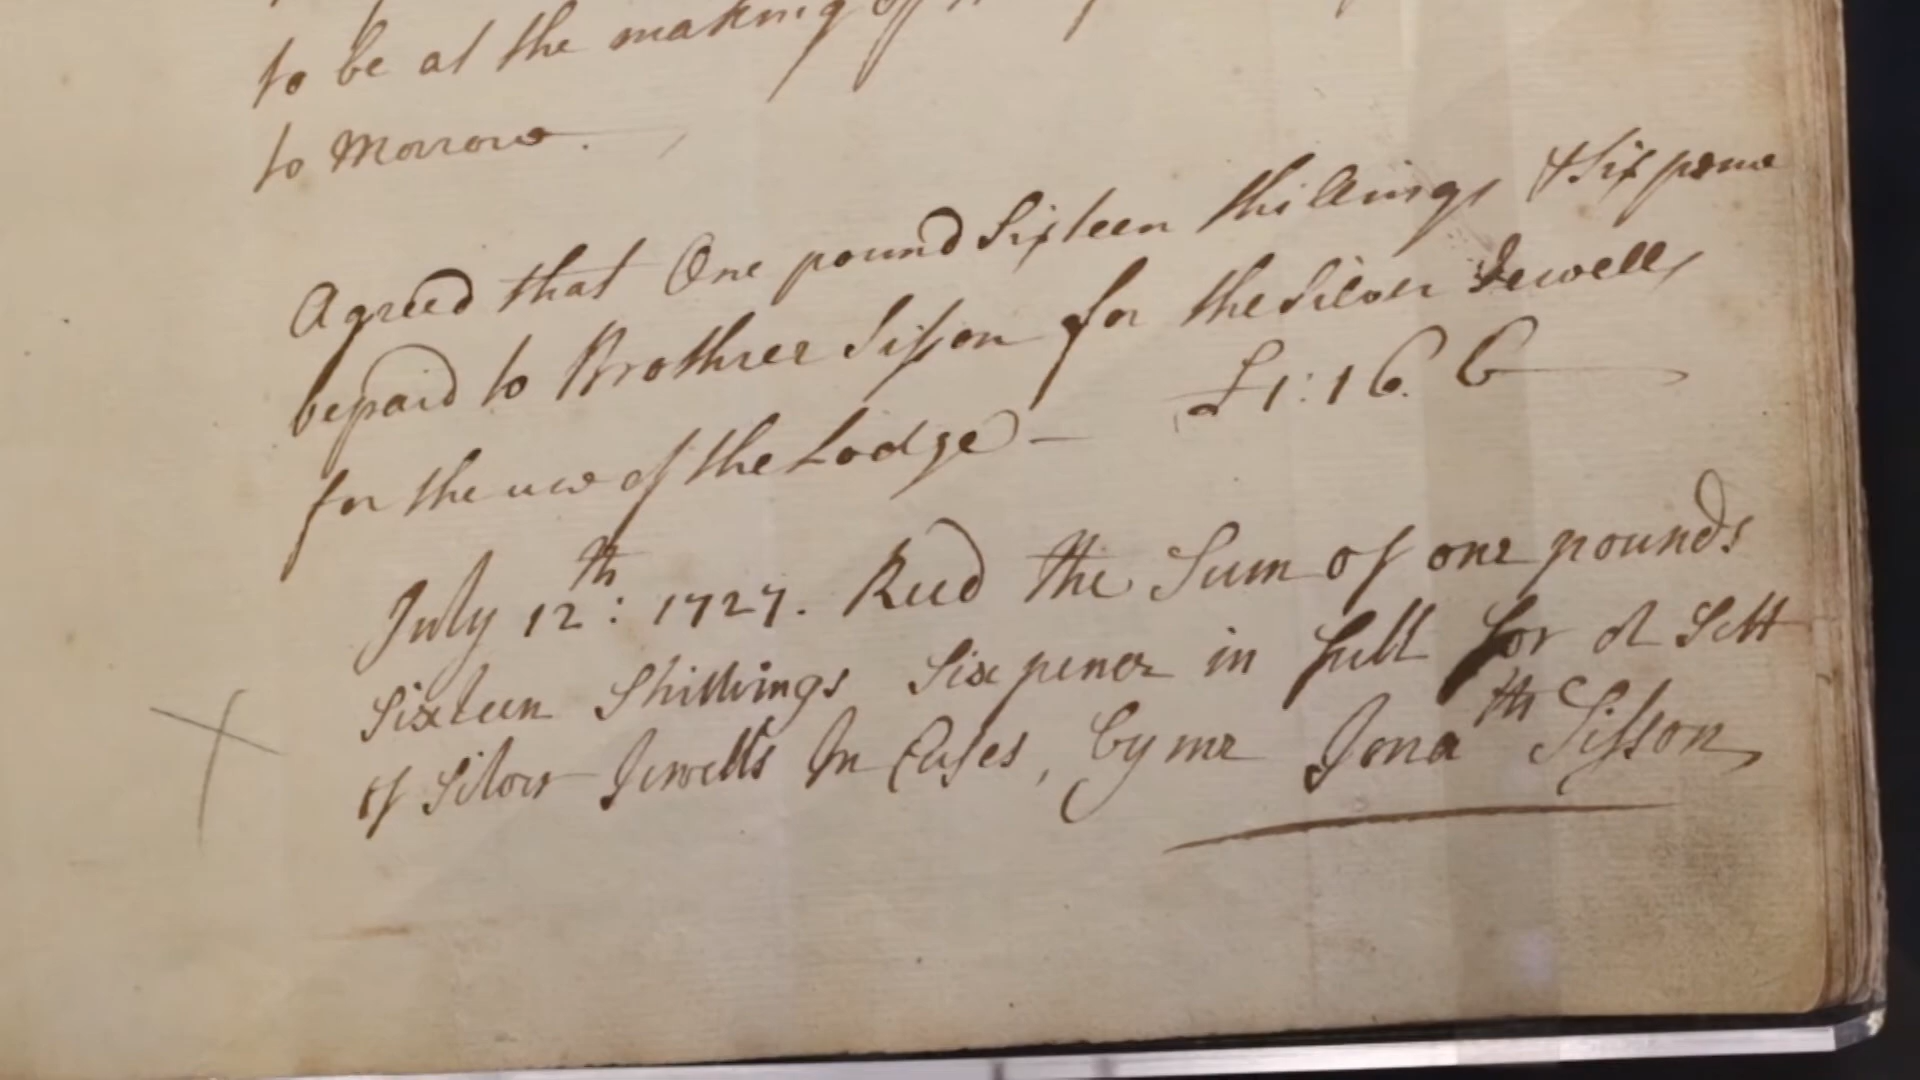 to be at the making of
to Morrow.
Agreed that One pound Sixteen shillings & Six pence
be paid to Brother Sisson for the Silver Jewells
for the use of the Lodge — £1:16. 6
July 12th: 1727. Recd the Sum of one pounds
Sixteen Shillings Six pence in full for a Sett
of Silver Jewells In Cases, by me Jonath Sisson